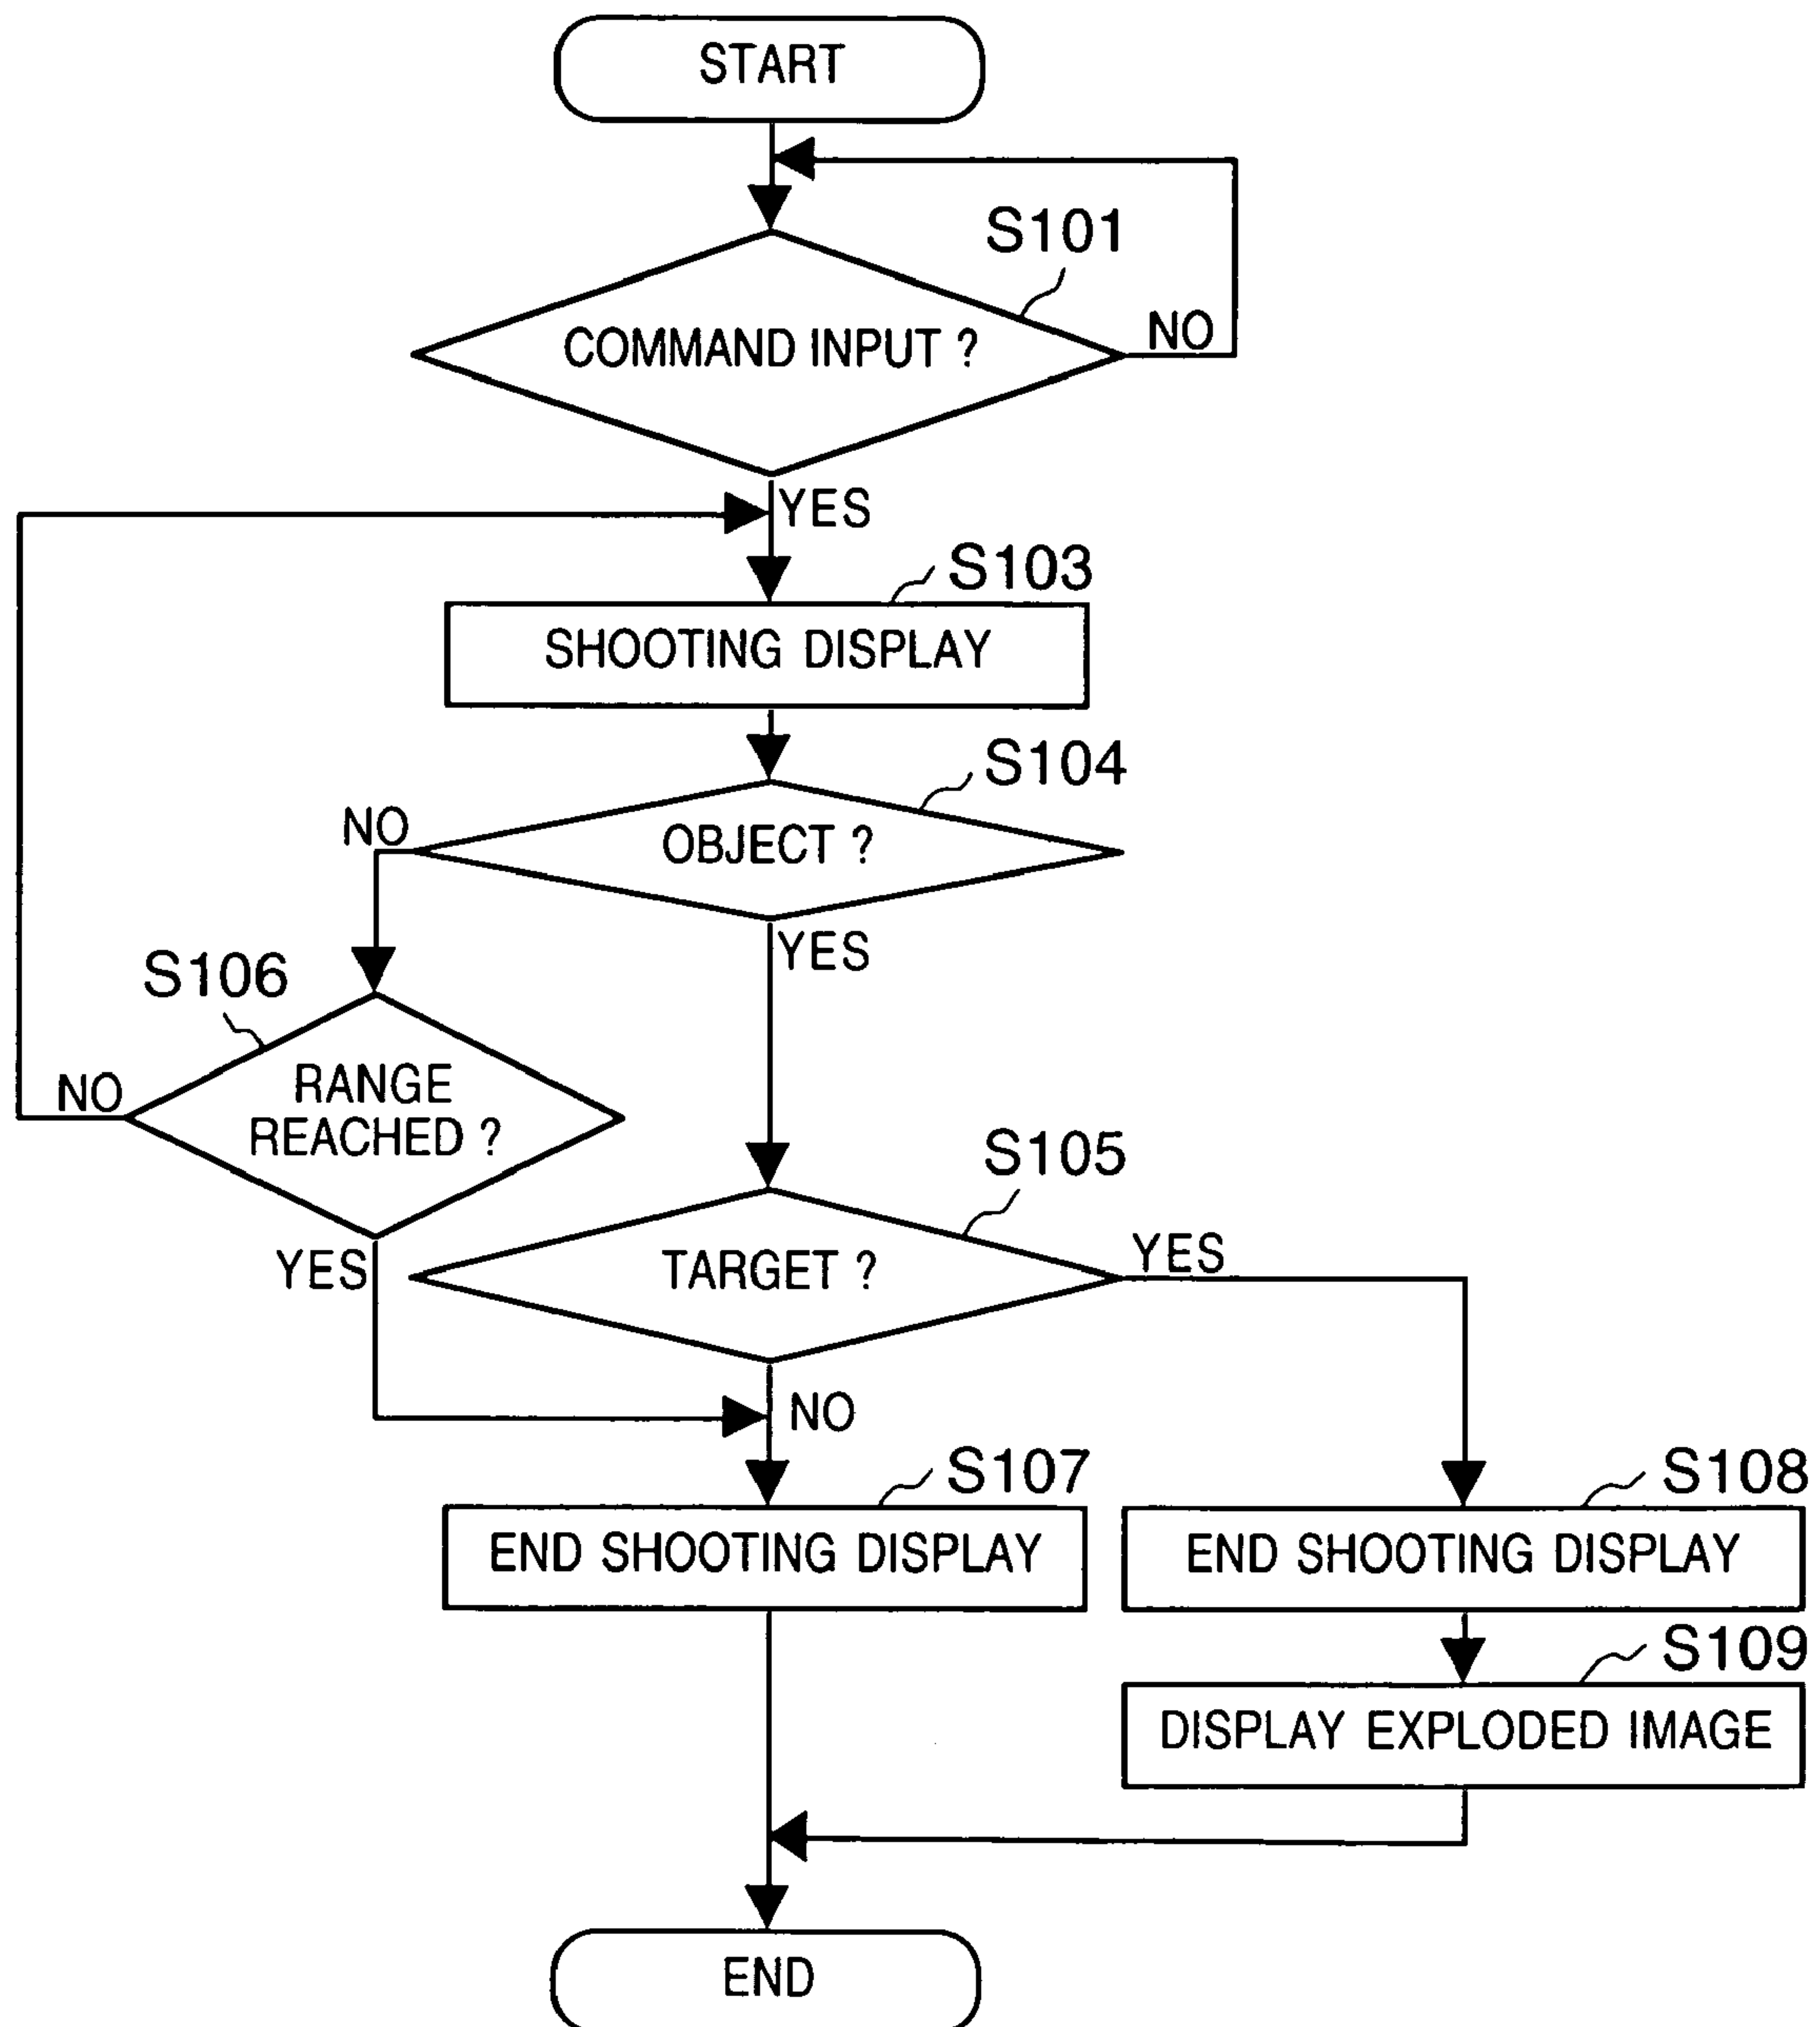 START
S101
COMMAND INPUT ?
NO
YES
S103
SHOOTING DISPLAY
S104
NO
OBJECT ?
YES
S106
NO
RANGE
REACHED ?
YES
S105
TARGET ?
YES
NO
S107
END SHOOTING DISPLAY
S108
END SHOOTING DISPLAY
S109
DISPLAY EXPLODED IMAGE
END